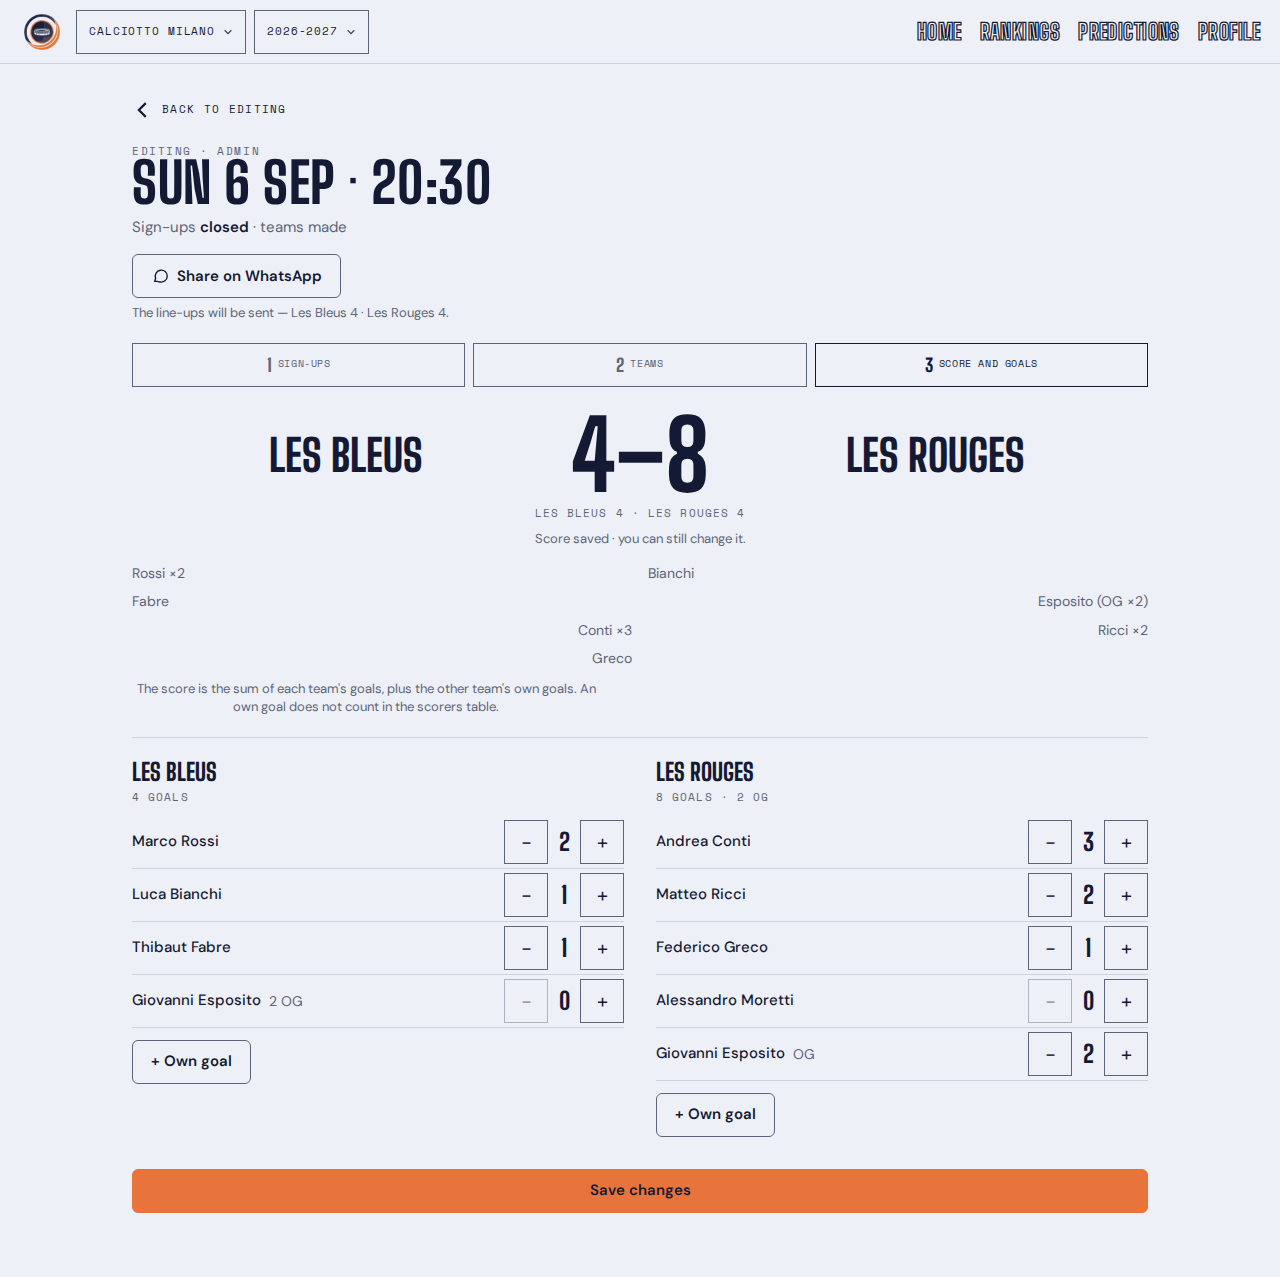 CALCIOTTO MILANO
2026-2027
HOME
RANKINGS
PREDICTIONS
PROFILE
BACK TO EDITING
EDITING · ADMIN
SUN 6 SEP · 20:30
Sign-ups closed · teams made
Share on WhatsApp
The line-ups will be sent — Les Bleus 4 · Les Rouges 4.
1 SIGN-UPS
2 TEAMS
3 SCORE AND GOALS
LES BLEUS
4–8
LES ROUGES
LES BLEUS 4 · LES ROUGES 4
Score saved · you can still change it.
Rossi ×2
Bianchi
Fabre
Esposito (OG ×2)
Conti ×3
Ricci ×2
Greco
The score is the sum of each team's goals, plus the other team's own goals. An
own goal does not count in the scorers table.
LES BLEUS
4 GOALS
Marco Rossi − 2 +
Luca Bianchi − 1 +
Thibaut Fabre − 1 +
Giovanni Esposito 2 OG − 0 +
+ Own goal
LES ROUGES
8 GOALS · 2 OG
Andrea Conti − 3 +
Matteo Ricci − 2 +
Federico Greco − 1 +
Alessandro Moretti − 0 +
Giovanni Esposito OG − 2 +
+ Own goal
Save changes